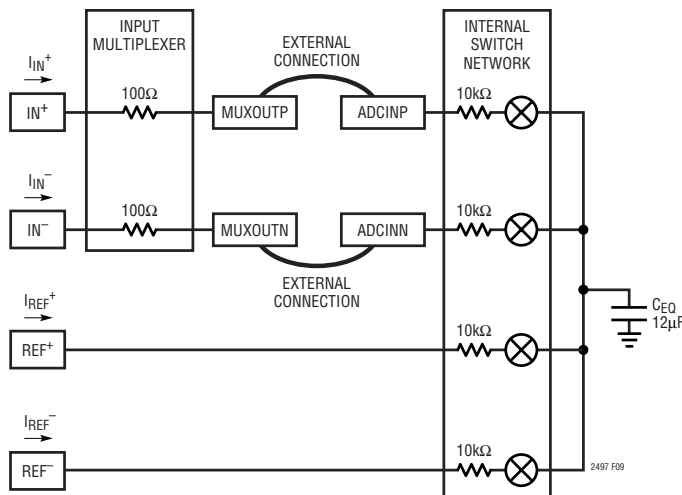 INPUT
MULTIPLEXER
INTERNAL
SWITCH
NETWORK
EXTERNAL
CONNECTION
IIN+
IN+
100Ω
MUXOUTP
ADCINP
10kΩ
IIN−
IN−
100Ω
MUXOUTN
ADCINN
10kΩ
EXTERNAL
CONNECTION
CEQ
12µF
IREF+
REF+
10kΩ
IREF−
REF−
10kΩ
2497 F09